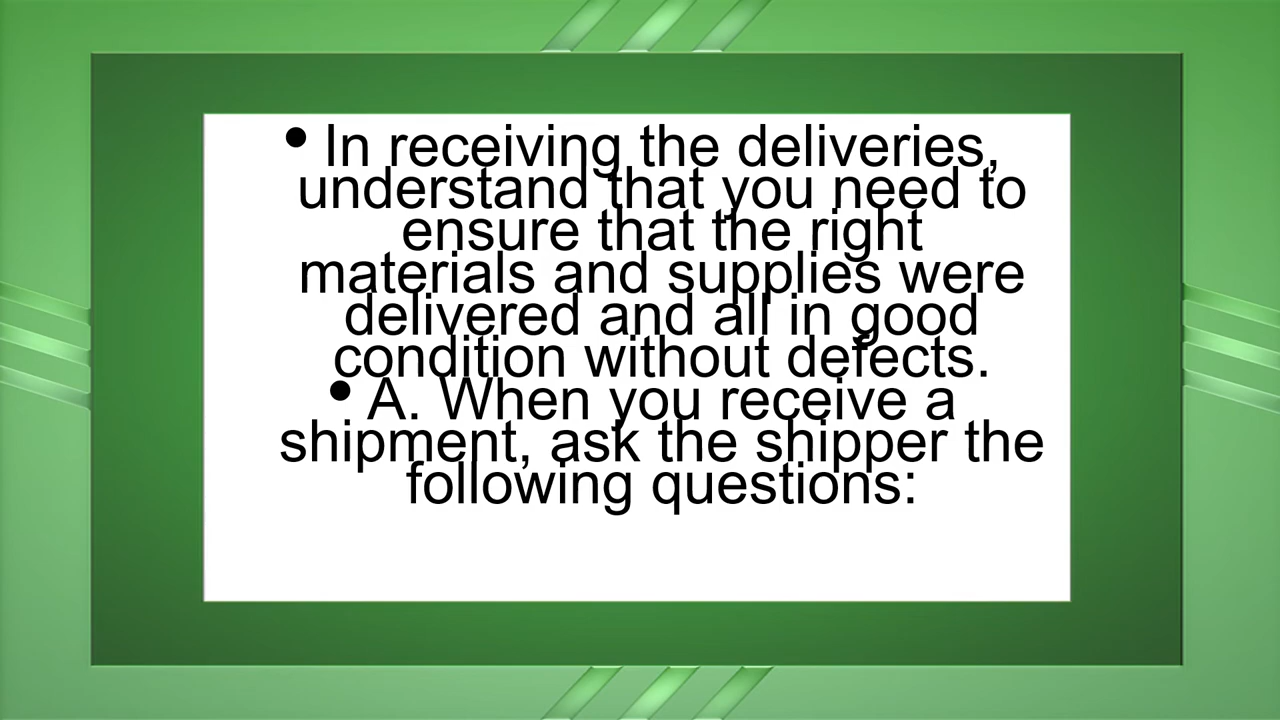 • In receiving the deliveries,
understand that you need to
ensure that the right
materials and supplies were
delivered and all in good
condition without defects.
• A. When you receive a
shipment, ask the shipper the
following questions: